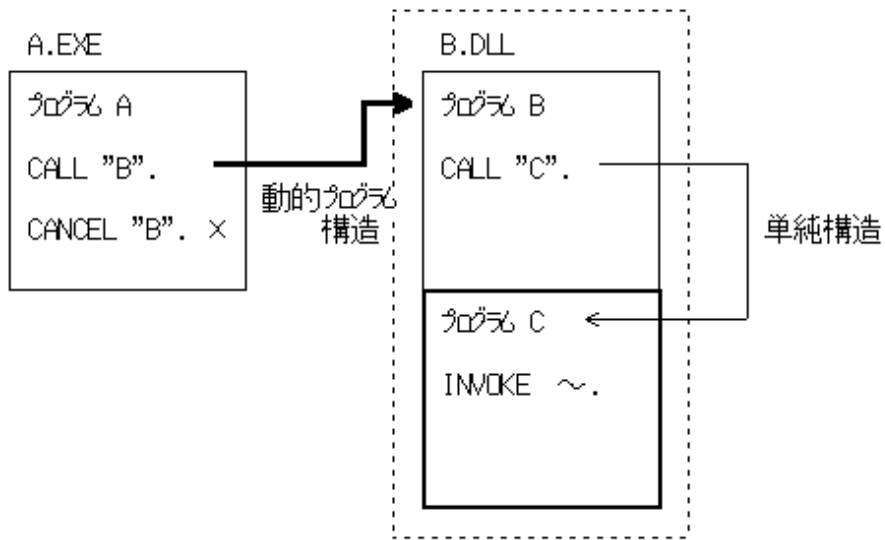 A.EXE
プログラム A
CALL ”B”.
CANCEL ”B”. ×
動的プログラム
構造
B.DLL
プログラム B
CALL ”C”.
単純構造
プログラム C
INVOKE ～.